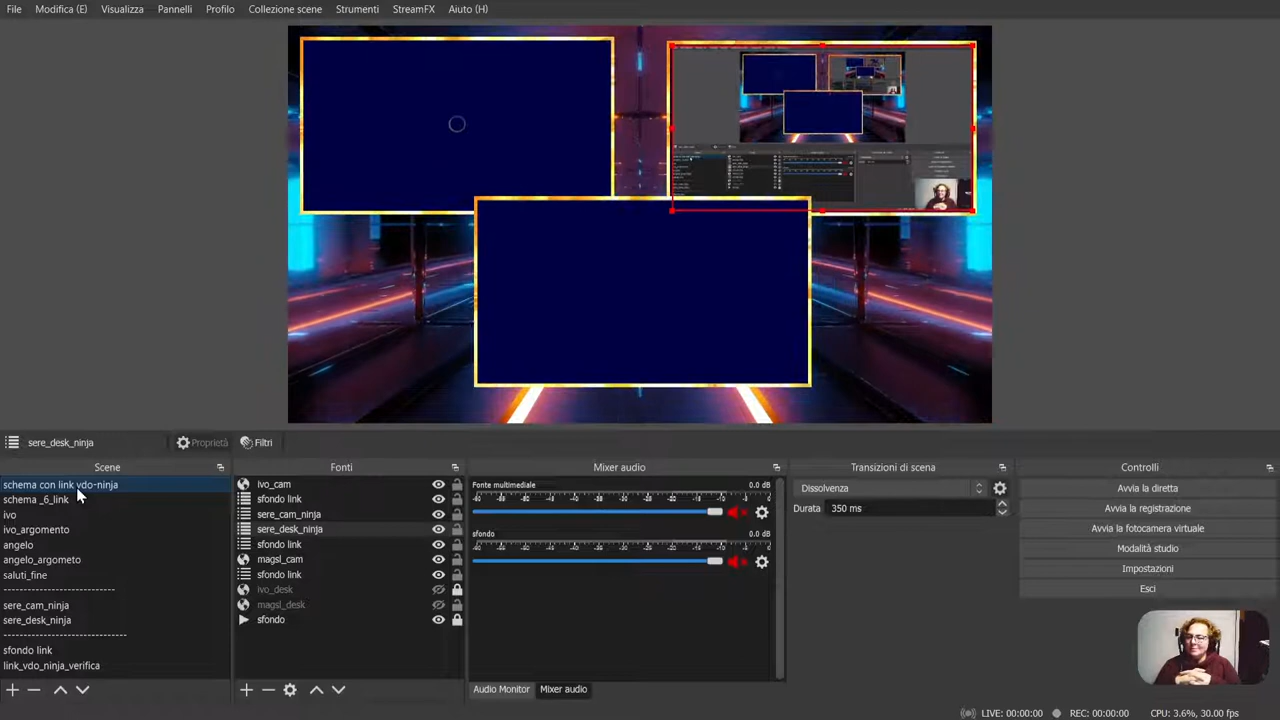 File Modifica (E) Visualizza Pannelli Profilo Collezione scene Strumenti StreamFX Aiuto (H)
sere_desk_ninja Proprietà Filtri
Scene
schema con link vdo-ninja
schema _6_link
ivo
ivo_argomento
angelo
angelo_argometo
saluti_fine
------------------------------
sere_cam_ninja
sere_desk_ninja
---------------------------------
sfondo link
link_vdo_ninja_verifica
Fonti
ivo_cam
sfondo link
sere_cam_ninja
sere_desk_ninja
sfondo link
magsl_cam
sfondo link
ivo_desk
magsl_desk
sfondo
Mixer audio
Fonte multimediale 0.0 dB
sfondo 0.0 dB
Audio Monitor Mixer audio
Transizioni di scena
Dissolvenza
Durata 350 ms
Controlli
Avvia la diretta
Avvia la registrazione
Avvia la fotocamera virtuale
Modalità studio
Impostazioni
Esci
LIVE: 00:00:00 REC: 00:00:00 CPU: 3.6%, 30.00 fps